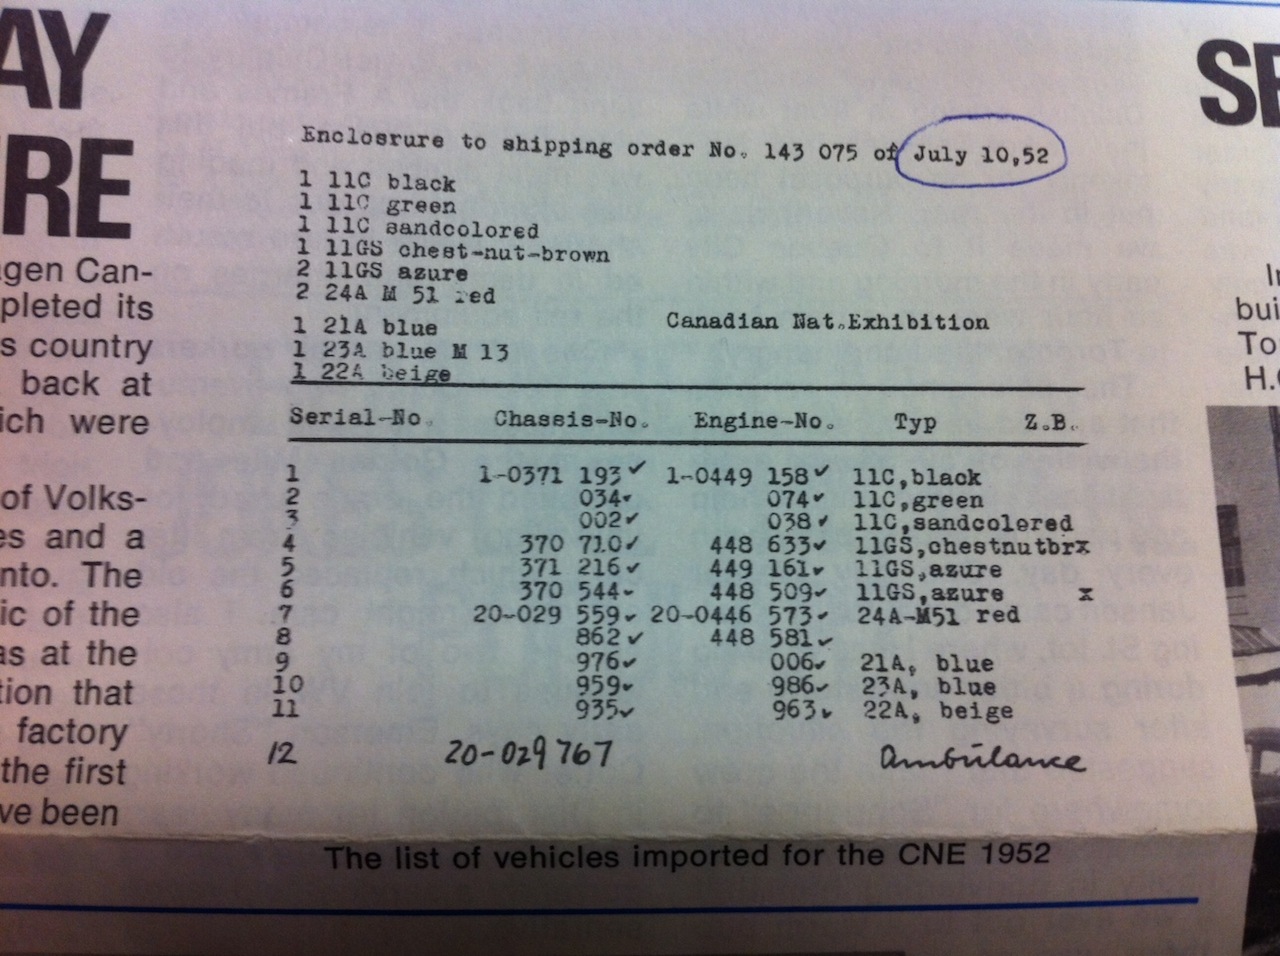 AY
RE
agen Can-
pleted its
s country
back at
ich were
of Volks-
es and a
nto. The
ic of the
as at the
tion that
factory
the first
ve been
Enclosrure to shipping order No. 143 075 of July 10,52
1 11C black
1 11C green
1 11C sandcolored
1 11GS chest-nut-brown
2 11GS azure
2 24A M 51 red
1 21A blue Canadian Nat.Exhibition
1 23A blue M 13
1 22A beige
Serial-No. Chassis-No. Engine-No. Typ Z.B.
1 1-0371 193✓ 1-0449 158✓ 11C,black
2 034✓ 074✓ 11C,green
3 002✓ 038✓ 11C,sandcolored
4 370 710✓ 448 633✓ 11GS,chestnutbrx
5 371 216✓ 449 161✓ 11GS,azure
6 370 544✓ 448 509✓ 11GS,azure x
7 20-029 559✓ 20-0446 573✓ 24A-M51 red
8 862✓ 448 581✓
9 976✓ 006✓ 21A, blue
10 959✓ 986✓ 23A, blue
11 935✓ 963✓ 22A, beige
12 20-029767 Ambulance
The list of vehicles imported for the CNE 1952
SE
bui
To
H.